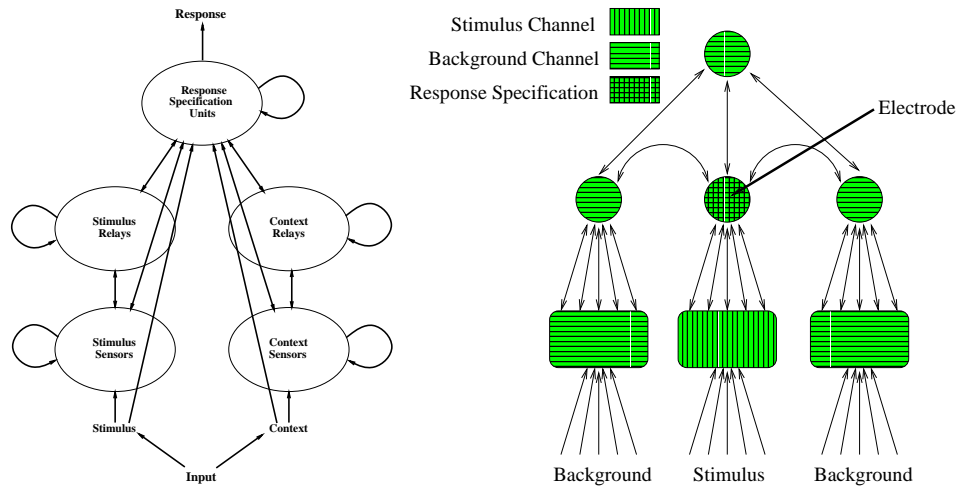 Response
Response
Specification
Units
Stimulus
Relays
Context
Relays
Stimulus
Sensors
Context
Sensors
Stimulus
Context
Input
Stimulus Channel
Background Channel
Response Specification
Electrode
Background
Stimulus
Background